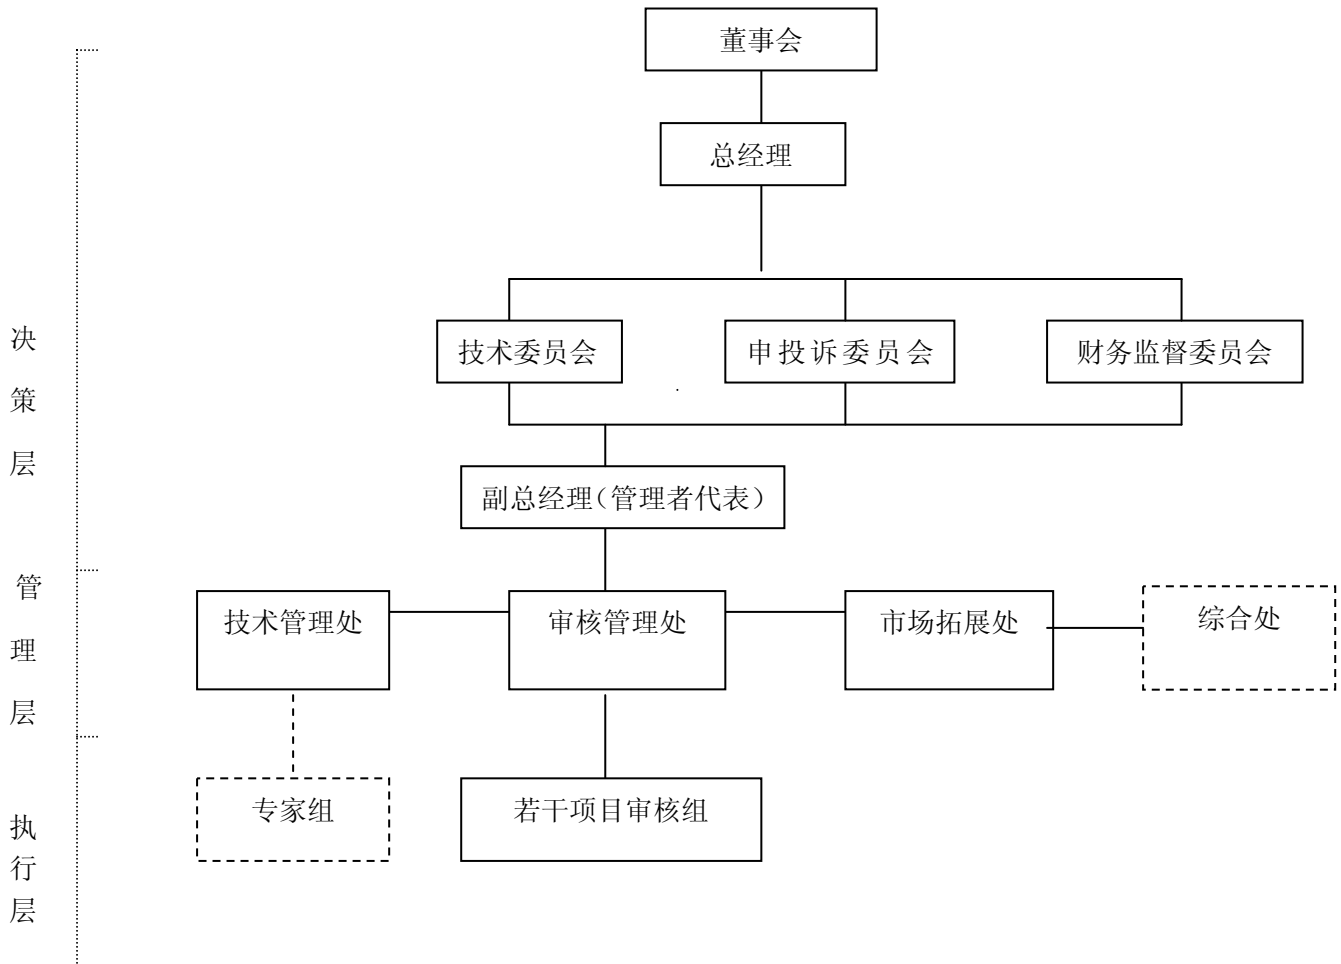 董事会
总经理
技术委员会
申投诉委员会
财务监督委员会
副总经理(管理者代表)
技术管理处
审核管理处
市场拓展处
综合处
专家组
若干项目审核组
决策层
管理层
执行层